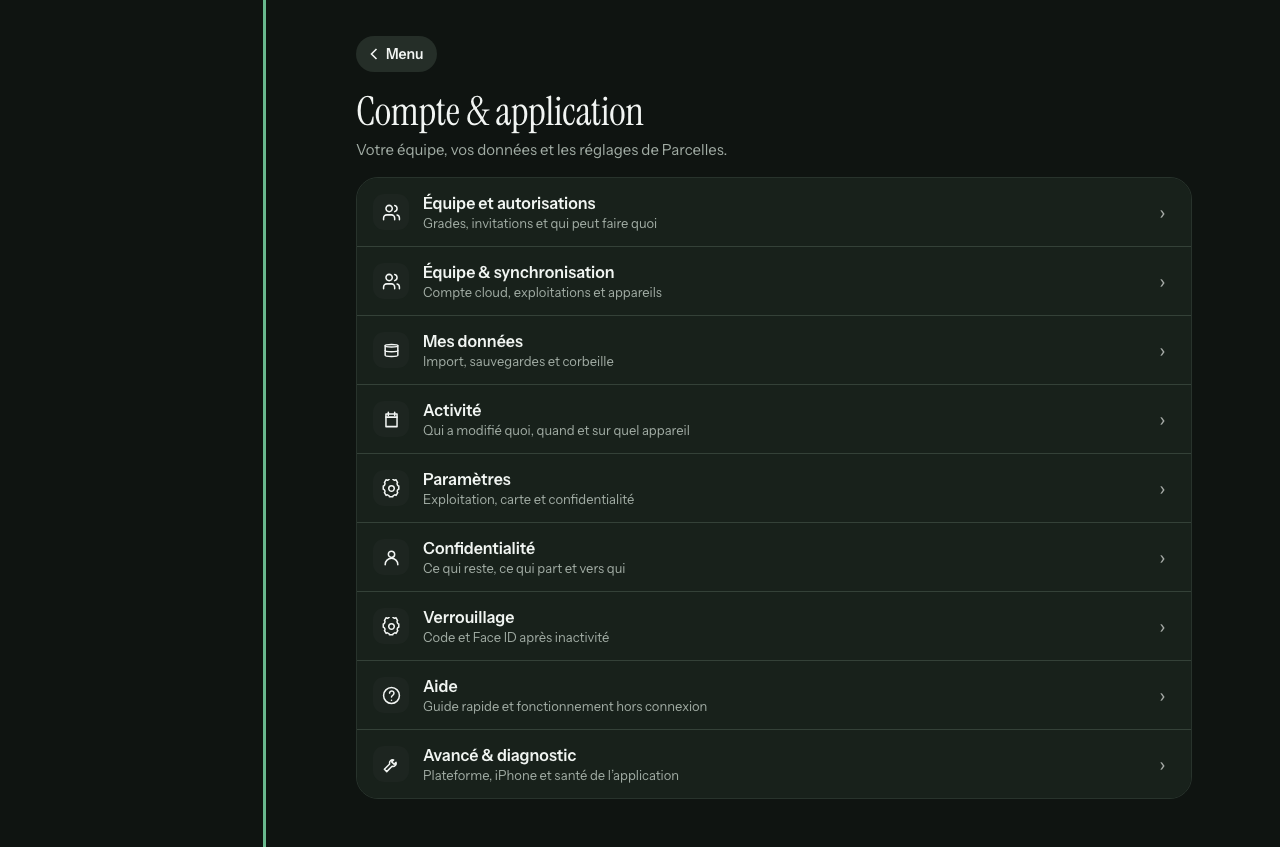 Menu
Compte & application
Votre équipe, vos données et les réglages de Parcelles.
Équipe et autorisations
Grades, invitations et qui peut faire quoi
Équipe & synchronisation
Compte cloud, exploitations et appareils
Mes données
Import, sauvegardes et corbeille
Activité
Qui a modifié quoi, quand et sur quel appareil
Paramètres
Exploitation, carte et confidentialité
Confidentialité
Ce qui reste, ce qui part et vers qui
Verrouillage
Code et Face ID après inactivité
Aide
Guide rapide et fonctionnement hors connexion
Avancé & diagnostic
Plateforme, iPhone et santé de l’application